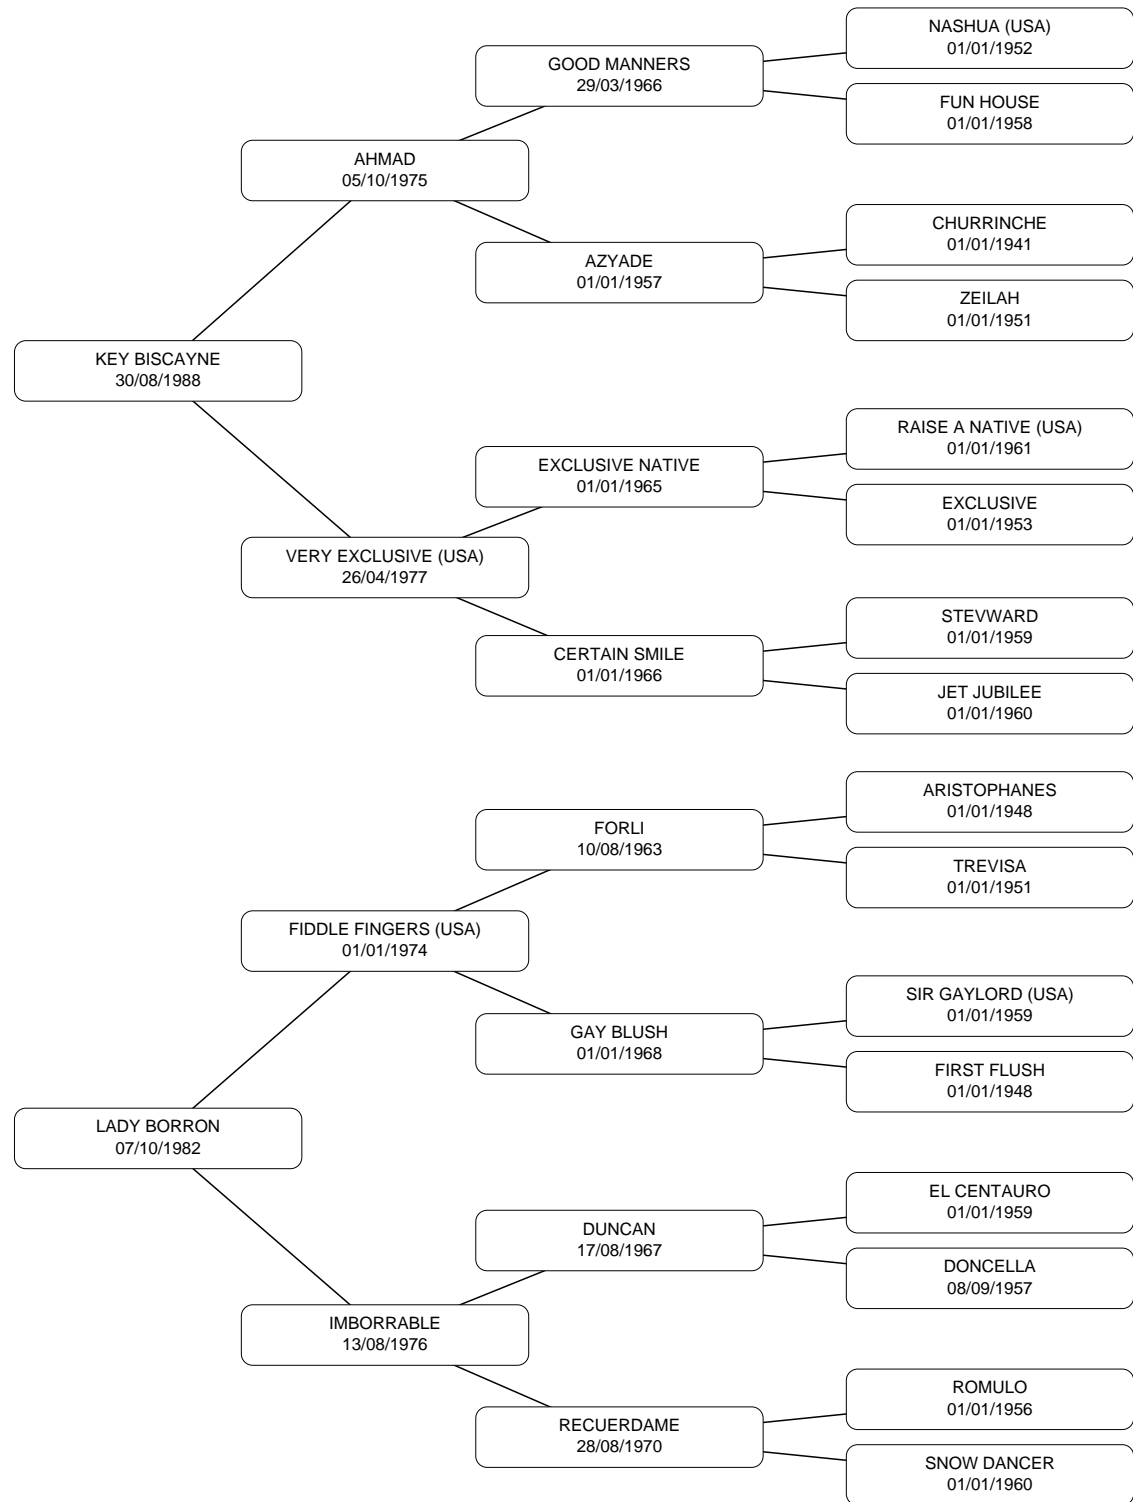 NASHUA (USA)
01/01/1952
GOOD MANNERS
29/03/1966
FUN HOUSE
01/01/1958
AHMAD
05/10/1975
CHURRINCHE
01/01/1941
AZYADE
01/01/1957
ZEILAH
01/01/1951
KEY BISCAYNE
30/08/1988
RAISE A NATIVE (USA)
01/01/1961
EXCLUSIVE NATIVE
01/01/1965
EXCLUSIVE
01/01/1953
VERY EXCLUSIVE (USA)
26/04/1977
STEVWARD
01/01/1959
CERTAIN SMILE
01/01/1966
JET JUBILEE
01/01/1960
ARISTOPHANES
01/01/1948
FORLI
10/08/1963
TREVISA
01/01/1951
FIDDLE FINGERS (USA)
01/01/1974
SIR GAYLORD (USA)
01/01/1959
GAY BLUSH
01/01/1968
FIRST FLUSH
01/01/1948
LADY BORRON
07/10/1982
EL CENTAURO
01/01/1959
DUNCAN
17/08/1967
DONCELLA
08/09/1957
IMBORRABLE
13/08/1976
ROMULO
01/01/1956
RECUERDAME
28/08/1970
SNOW DANCER
01/01/1960